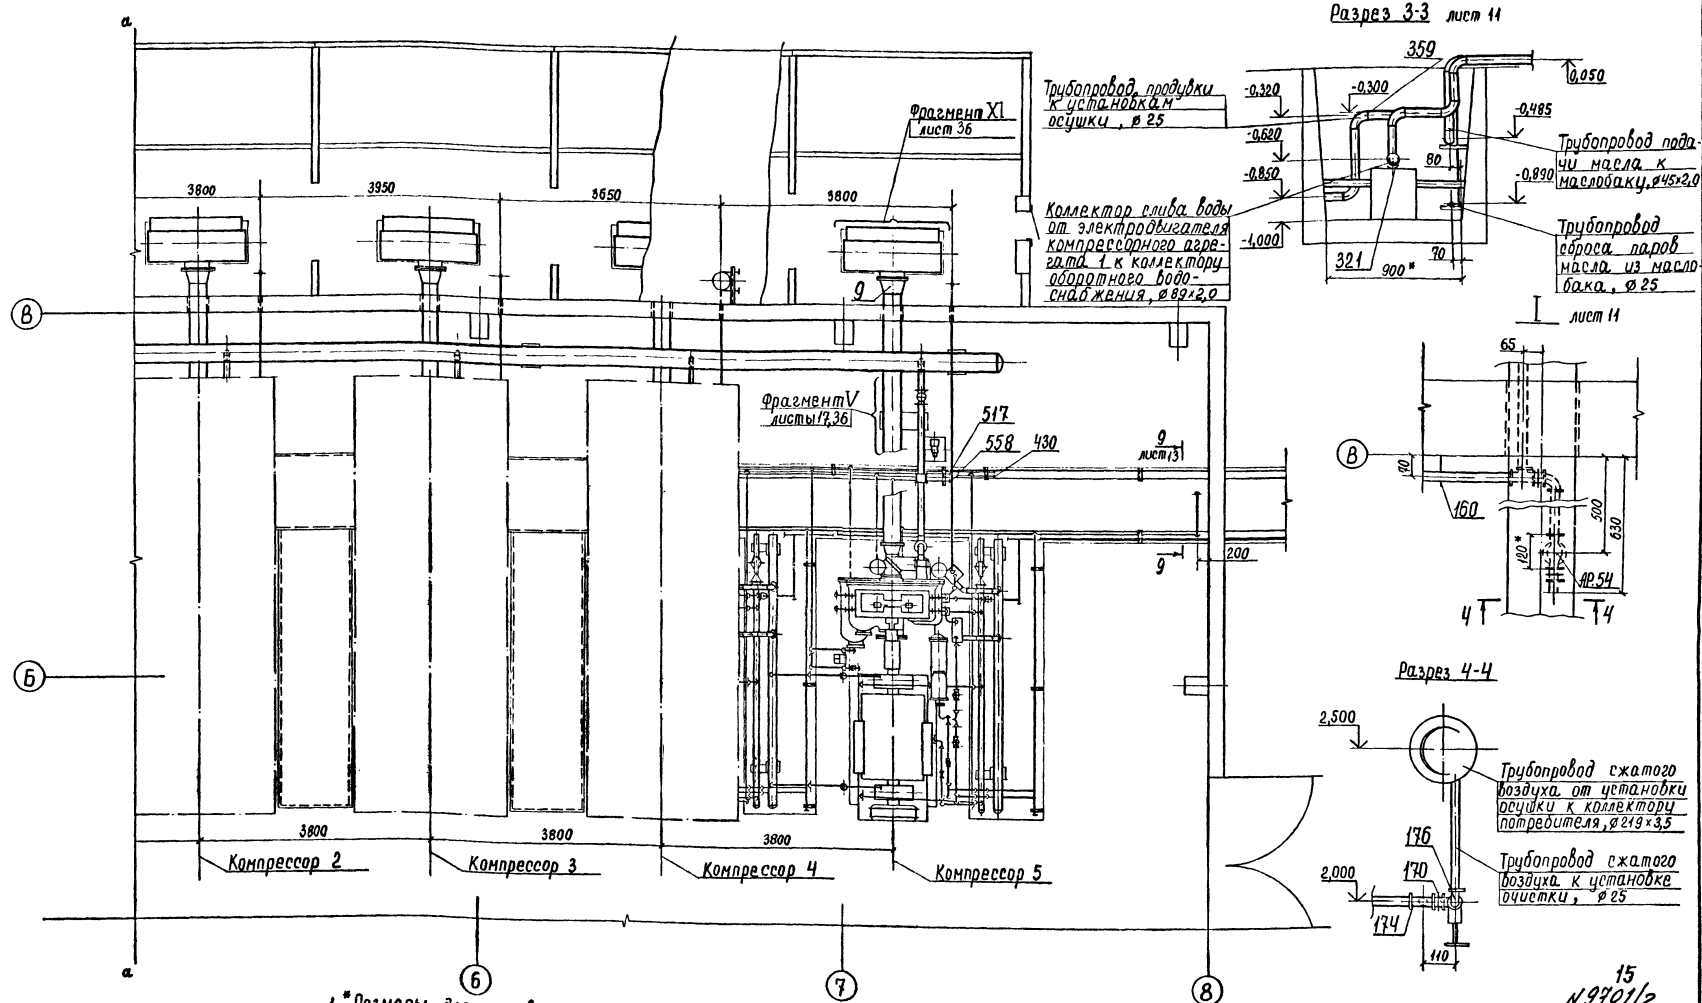 а
Разрез 3-3 лист 11
359
0,050
Трубопровод продувки
к установкам
осушки, ø 25
-0,320
-0,300
-0,485
-0,620
Трубопровод пода-
чи масла к
маслобаку, ø45×2,0
80
-0,850
-0,890
Фрагмент XI
лист 36
3800
3950
3650
3800
Коллектор слива воды
от электродвигателя
компрессорного агре-
гата 1 к коллектору
оборотного водо-
снабжения, ø 89×2,0
-1,000
321
900*
70
Трубопровод
сброса паров
масла из масло-
бака, ø 25
9
В
I лист 11
65
Фрагмент V
листы 17,36
517
558
430
9
лист 13
В
70
160
500
630
120*
АР.54
9
200
4
4
Б
Разрез 4-4
2,500
Трубопровод сжатого
воздуха от установки
осушки к коллектору
потребителя, ø219×3,5
176
170
Трубопровод сжатого
воздуха к установке
очистки, ø 25
2,000
174
110
3800
3800
3800
Компрессор 2
Компрессор 3
Компрессор 4
Компрессор 5
а
6
7
8
15
N9701/2
1.* Размеры для